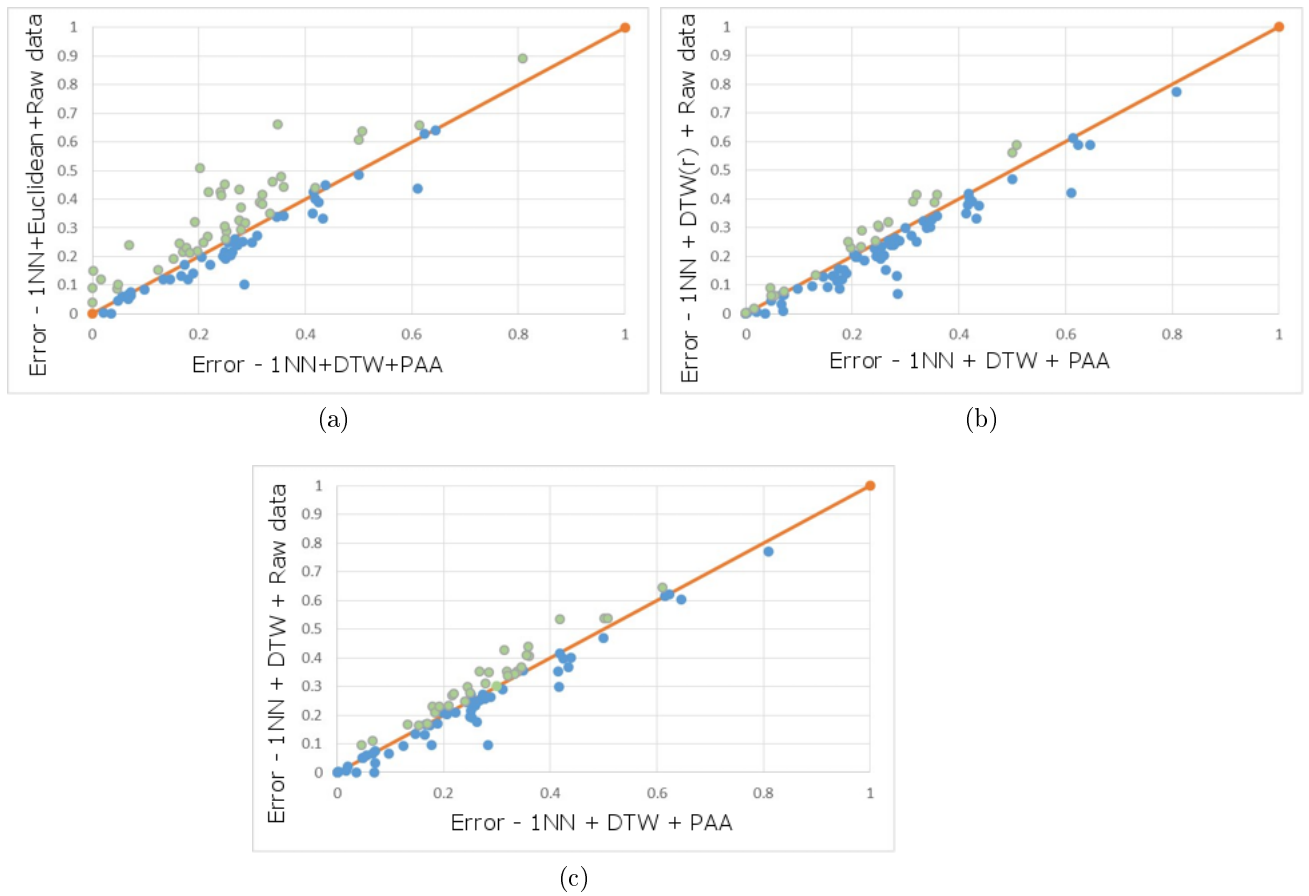 Error - 1NN+Euclidean+Raw data
1
0.9
0.8
0.7
0.6
0.5
0.4
0.3
0.2
0.1
0
0 0.2 0.4 0.6 0.8 1
Error - 1NN+DTW+PAA
(a)
Error - 1NN + DTW(r) + Raw data
1
0.9
0.8
0.7
0.6
0.5
0.4
0.3
0.2
0.1
0
0 0.2 0.4 0.6 0.8 1
Error - 1NN + DTW + PAA
(b)
Error - 1NN + DTW + Raw data
1
0.9
0.8
0.7
0.6
0.5
0.4
0.3
0.2
0.1
0
0 0.2 0.4 0.6 0.8 1
Error - 1NN + DTW + PAA
(c)